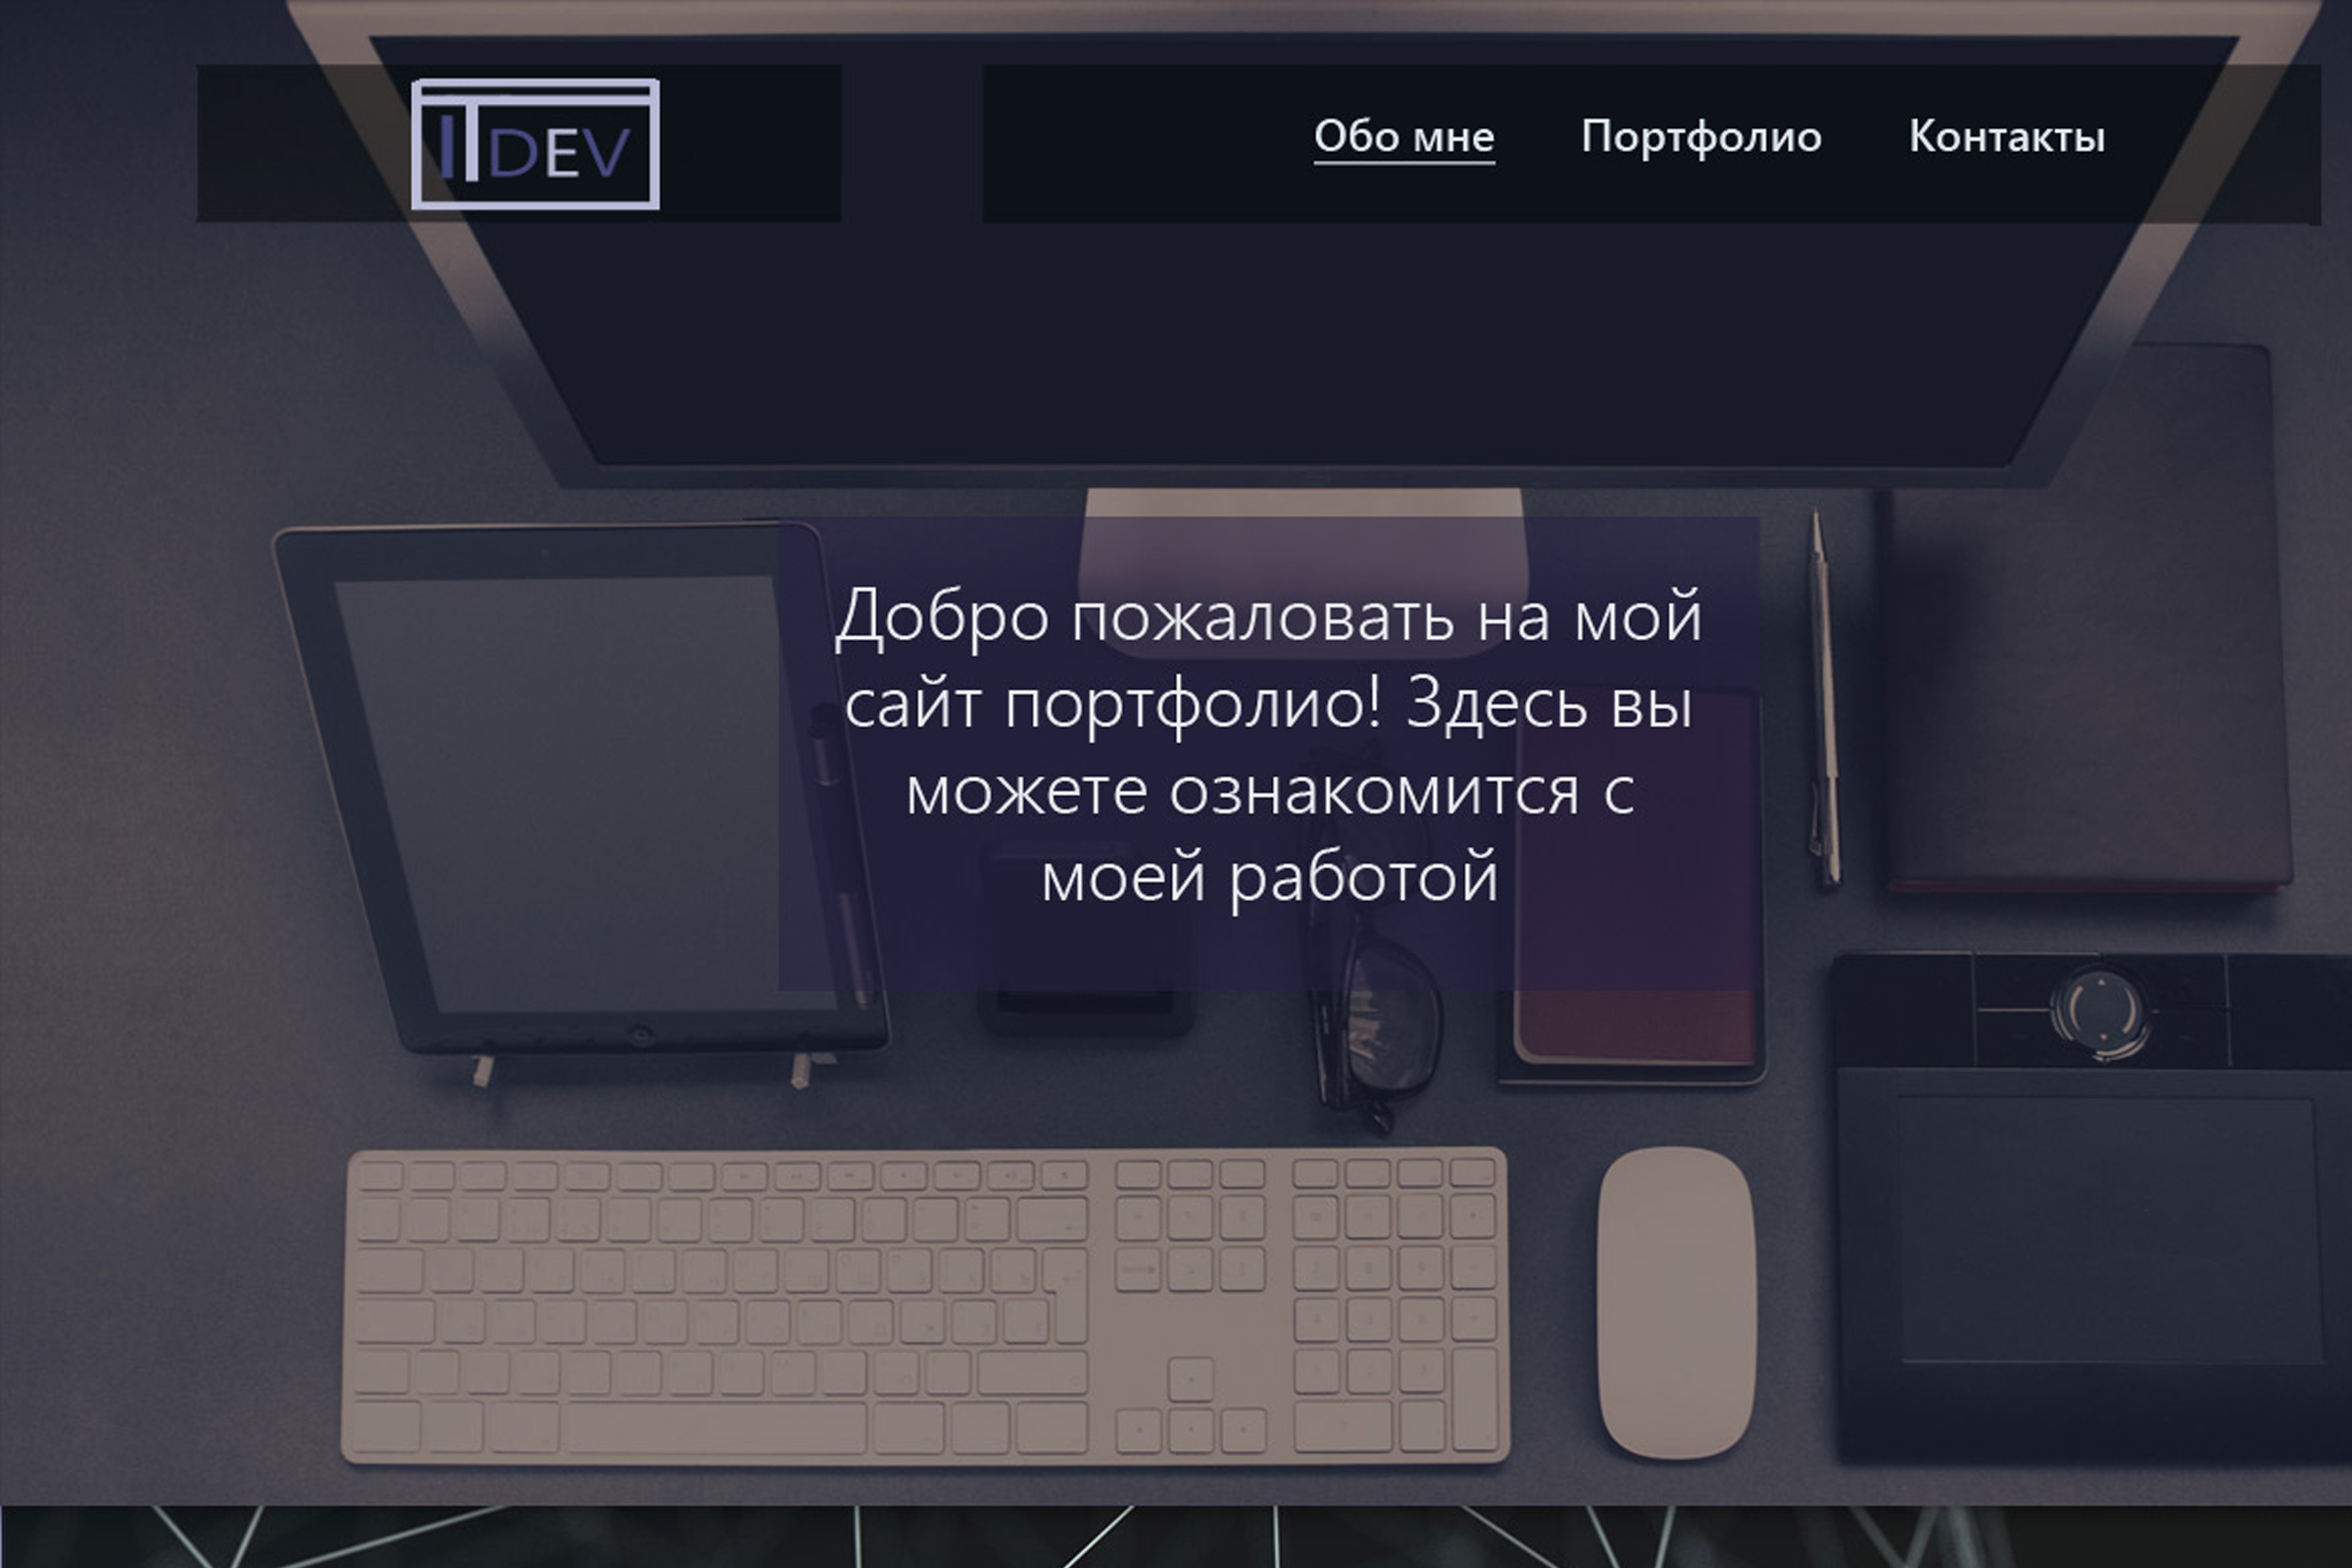 ITDEV
Обо мне Портфолио Контакты
Добро пожаловать на мой
сайт портфолио! Здесь вы
можете ознакомится с
моей работой